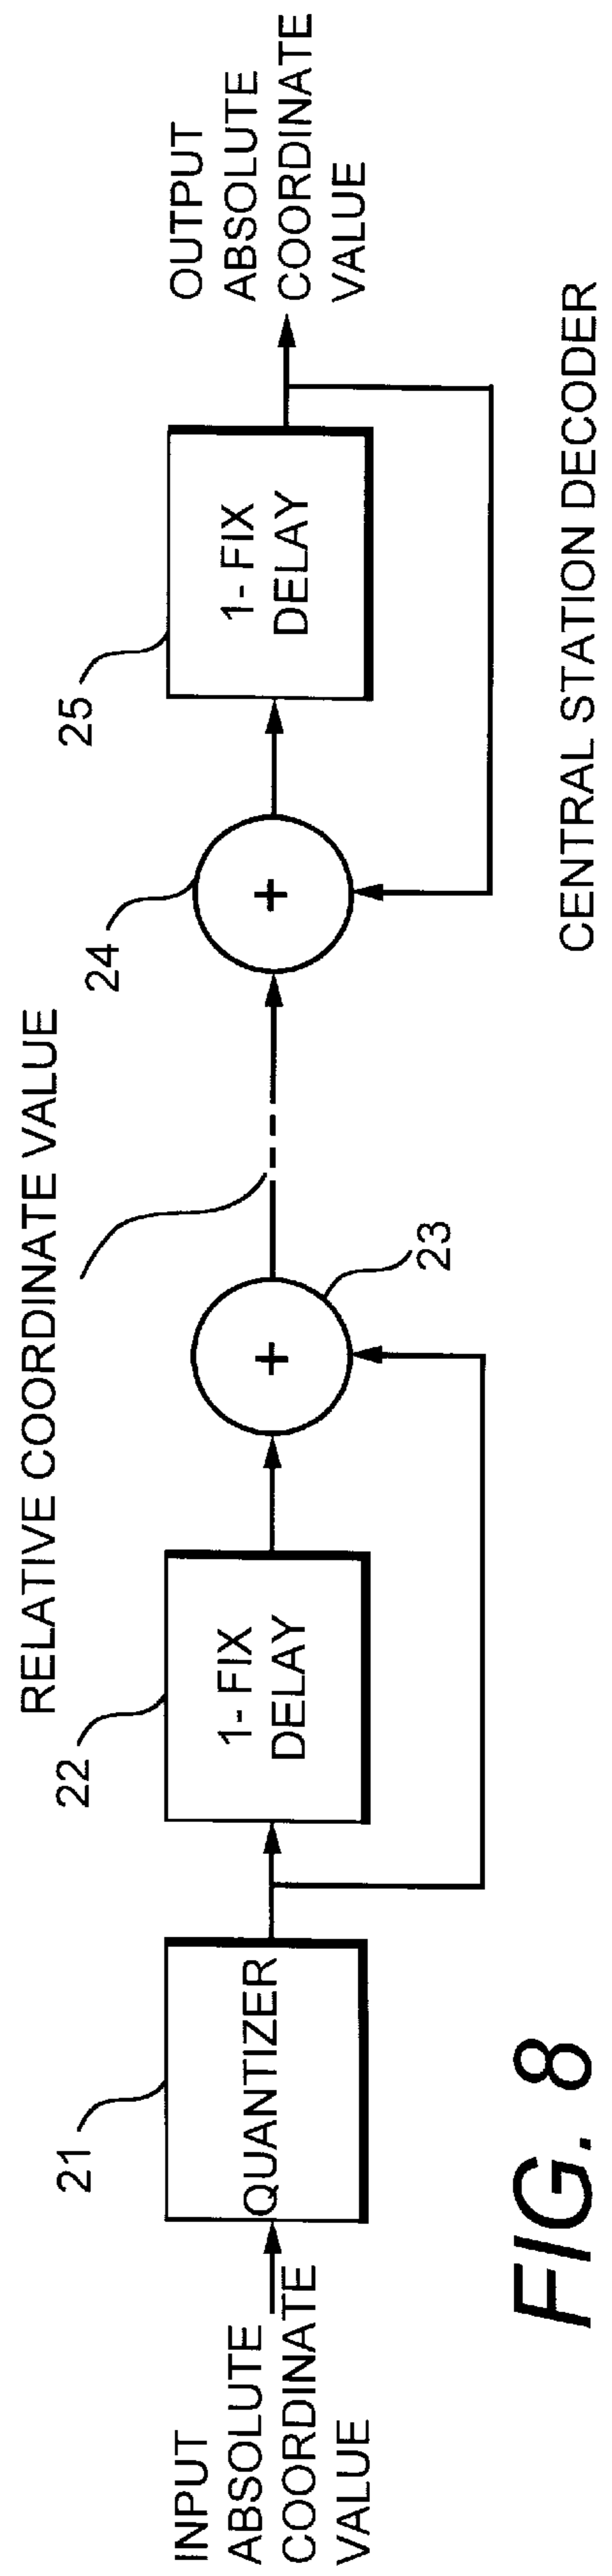 RELATIVE COORDINATE VALUE
INPUT
ABSOLUTE
COORDINATE
VALUE
21
QUANTIZER
22
1- FIX
DELAY
23
+
24
+
25
1- FIX
DELAY
OUTPUT
ABSOLUTE
COORDINATE
VALUE
CENTRAL STATION DECODER
FIG. 8